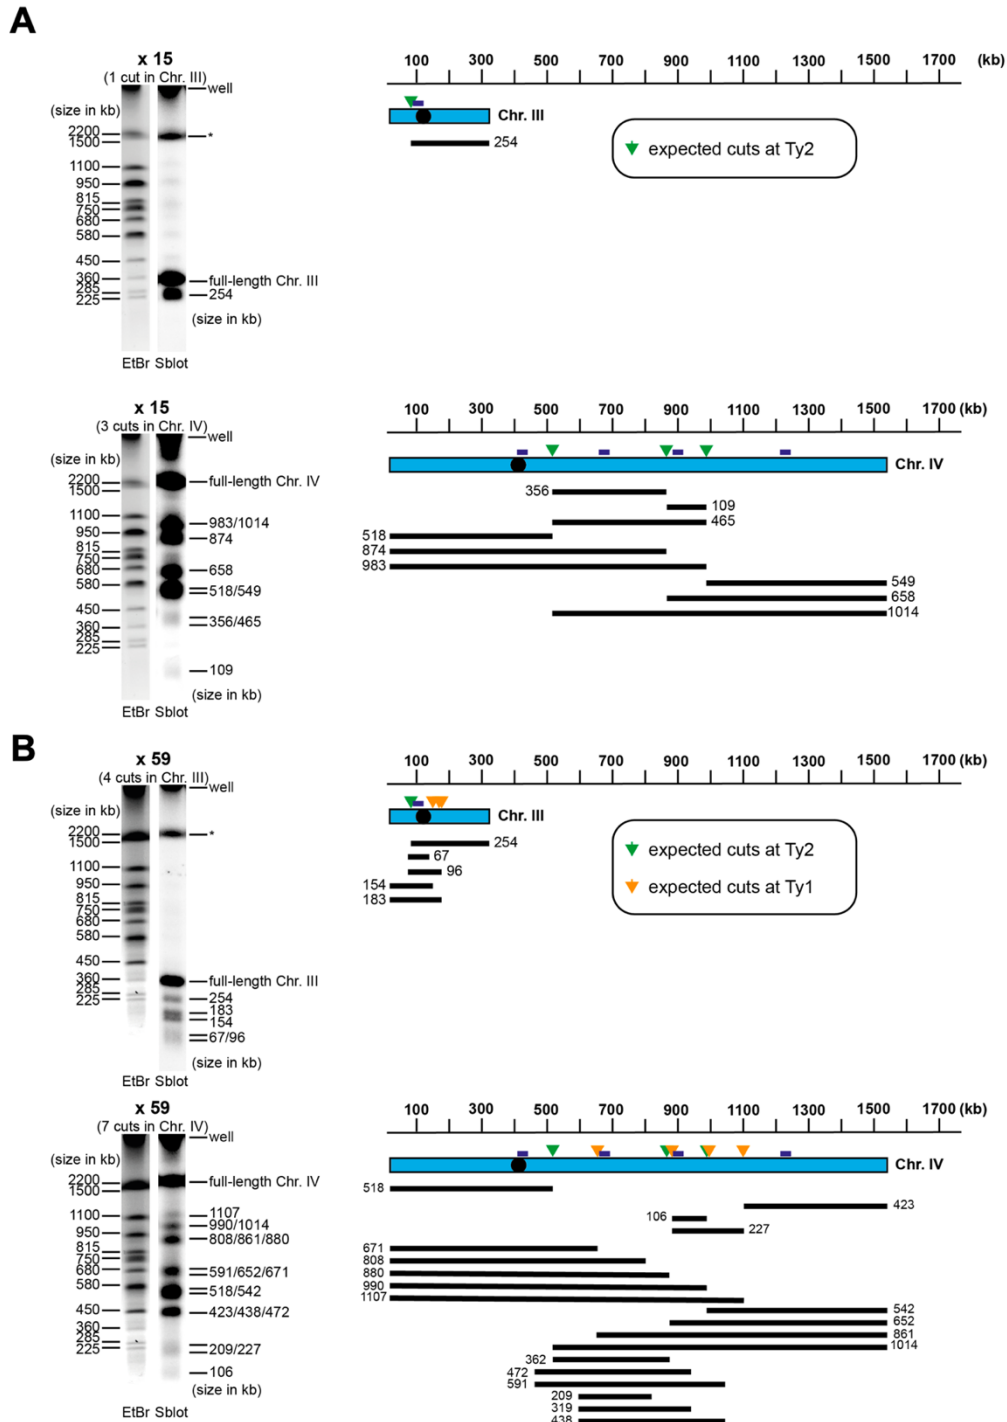 A
x 15
(1 cut in Chr. III)
well
(size in kb)
2200
1500
1100
950
815
750
680
580
450
360
285
225
*
full-length Chr. III
254
(size in kb)
EtBr Sblot
100 300 500 700 900 1100 1300 1500 1700 (kb)
Chr. III
254
expected cuts at Ty2
x 15
(3 cuts in Chr. IV)
well
(size in kb)
2200
1500
1100
950
815
750
680
580
450
360
285
225
full-length Chr. IV
983/1014
874
658
518/549
356/465
109
(size in kb)
EtBr Sblot
100 300 500 700 900 1100 1300 1500 1700 (kb)
Chr. IV
356
109
465
518
874
983
549
658
1014
B
x 59
(4 cuts in Chr. III)
well
(size in kb)
2200
1500
1100
950
815
750
680
580
450
360
285
225
*
full-length Chr. III
254
183
154
67/96
(size in kb)
EtBr Sblot
100 300 500 700 900 1100 1300 1500 1700 (kb)
Chr. III
254
67
96
154
183
expected cuts at Ty2
expected cuts at Ty1
x 59
(7 cuts in Chr. IV)
well
(size in kb)
2200
1500
1100
950
815
750
680
580
450
360
285
225
full-length Chr. IV
1107
990/1014
808/861/880
591/652/671
518/542
423/438/472
209/227
106
(size in kb)
EtBr Sblot
100 300 500 700 900 1100 1300 1500 1700 (kb)
Chr. IV
518
423
106
227
671
808
880
990
1107
542
652
861
1014
362
472
591
209
319
438